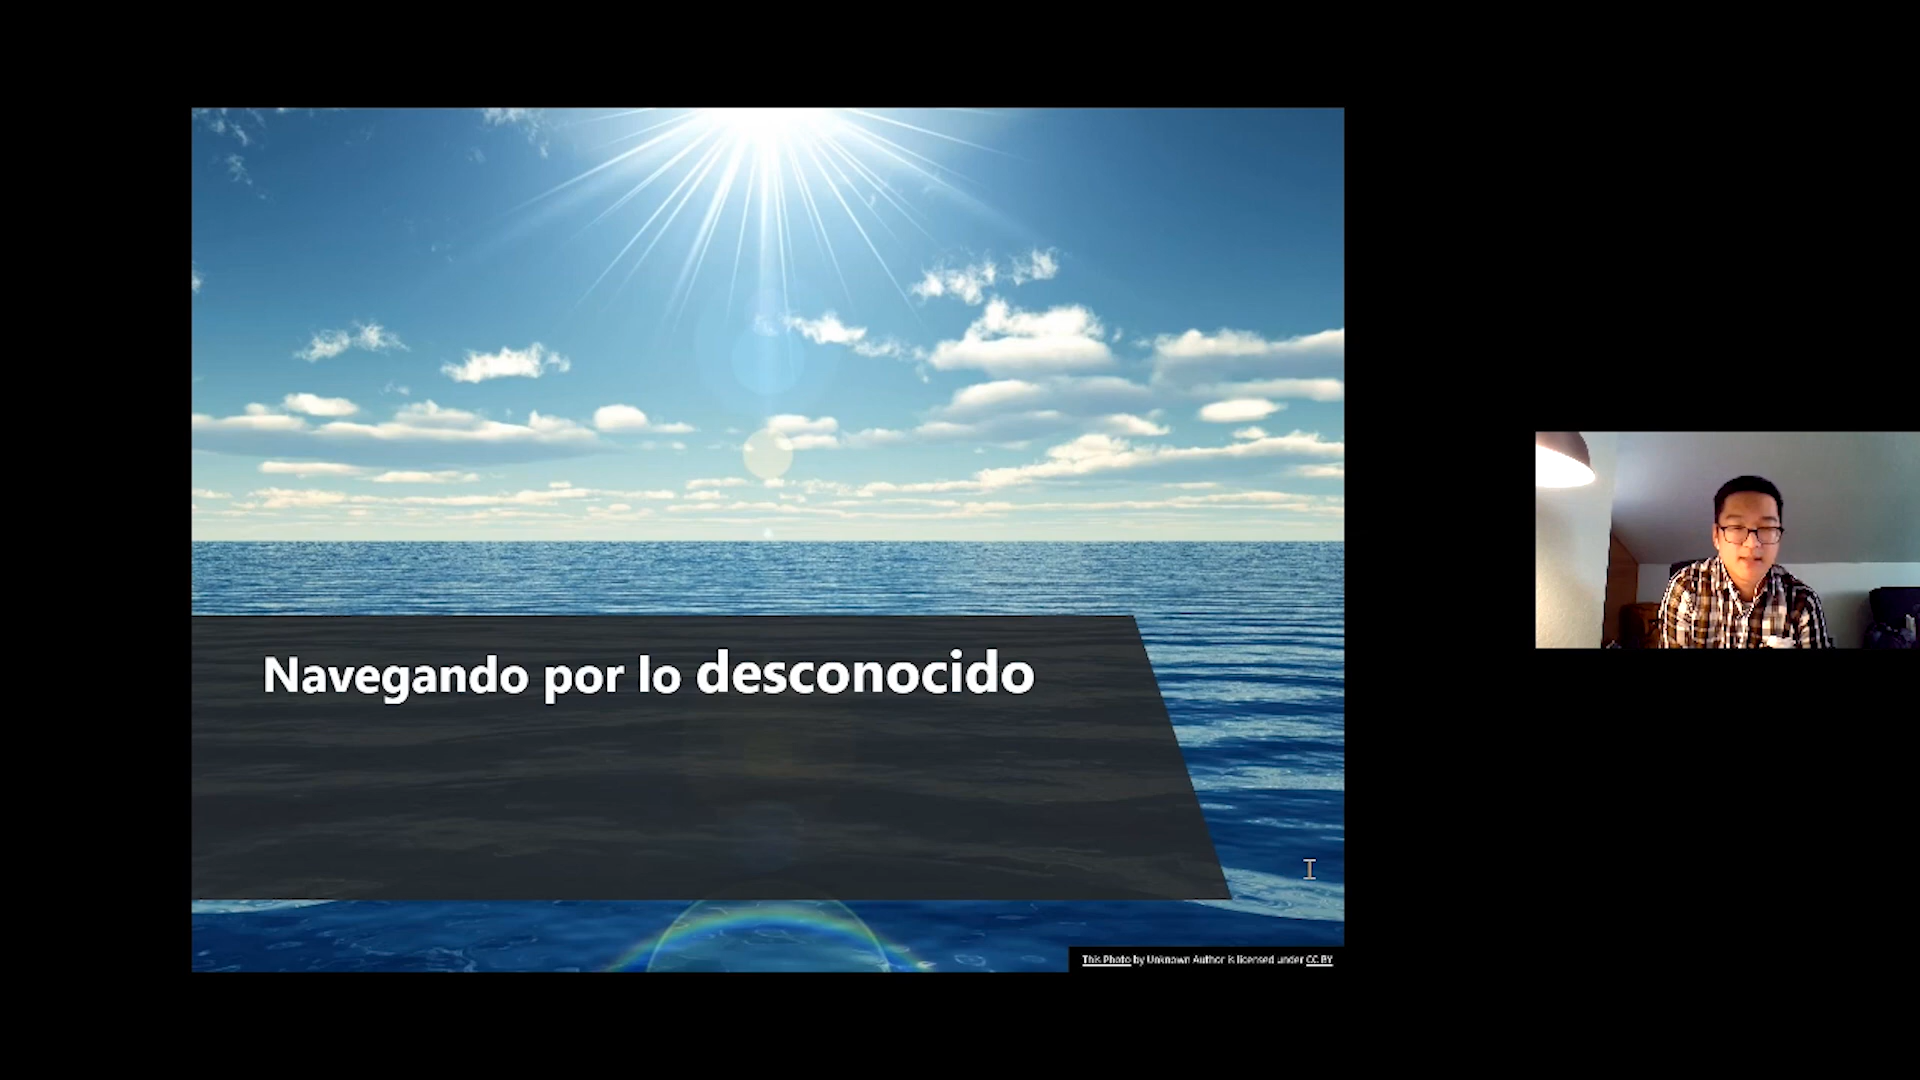 Navegando por lo desconocido
This Photo by Unknown Author is licensed under CC BY